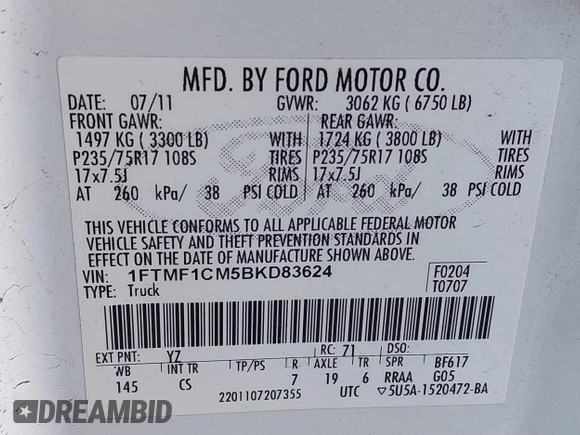 MFD. BY FORD MOTOR CO.
DATE: 07/11 GVWR: 3062 KG ( 6750 LB)
FRONT GAWR: REAR GAWR:
1497 KG ( 3300 LB) WITH 1724 KG ( 3800 LB) WITH
P235/75R17 108S TIRES P235/75R17 108S TIRES
17x7.5J RIMS 17x7.5J RIMS
AT 260 kPa/ 38 PSI COLD AT 260 kPa/ 38 PSI COLD
THIS VEHICLE CONFORMS TO ALL APPLICABLE FEDERAL MOTOR
VEHICLE SAFETY AND THEFT PREVENTION STANDARDS IN
EFFECT ON THE DATE OF MANUFACTURE SHOWN ABOVE.
VIN: 1FTMF1CM5BKD83624 F0204
TYPE: Truck T0707
EXT PNT: YZ RC: 71 DSO:
WB INT TR TP/PS R AXLE TR SPR BF617
145 CS 7 19 6 RRAA G05
2201107207355 UTC 5U5A-1520472-BA
DREAMBID